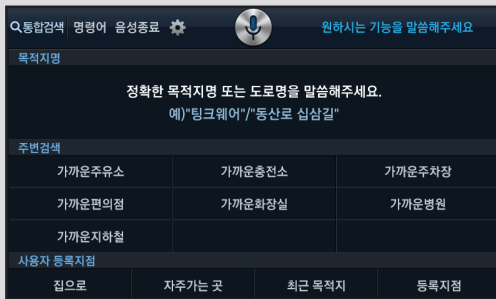 통합검색 명령어 음성종료 원하시는 기능을 말씀해주세요
목적지명
정확한 목적지명 또는 도로명을 말씀해주세요.
예)"팅크웨어"/"동산로 십삼길"
주변검색
가까운주유소 가까운충전소 가까운주차장
가까운편의점 가까운화장실 가까운병원
가까운지하철
사용자 등록지점
집으로 자주가는 곳 최근 목적지 등록지점